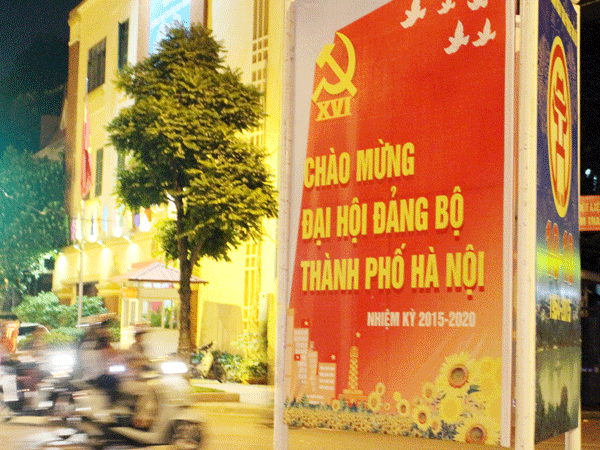 XVI
CHÀO MỪNG
ĐẠI HỘI ĐẢNG BỘ
THÀNH PHỐ HÀ NỘI
NHIỆM KỲ 2015-2020